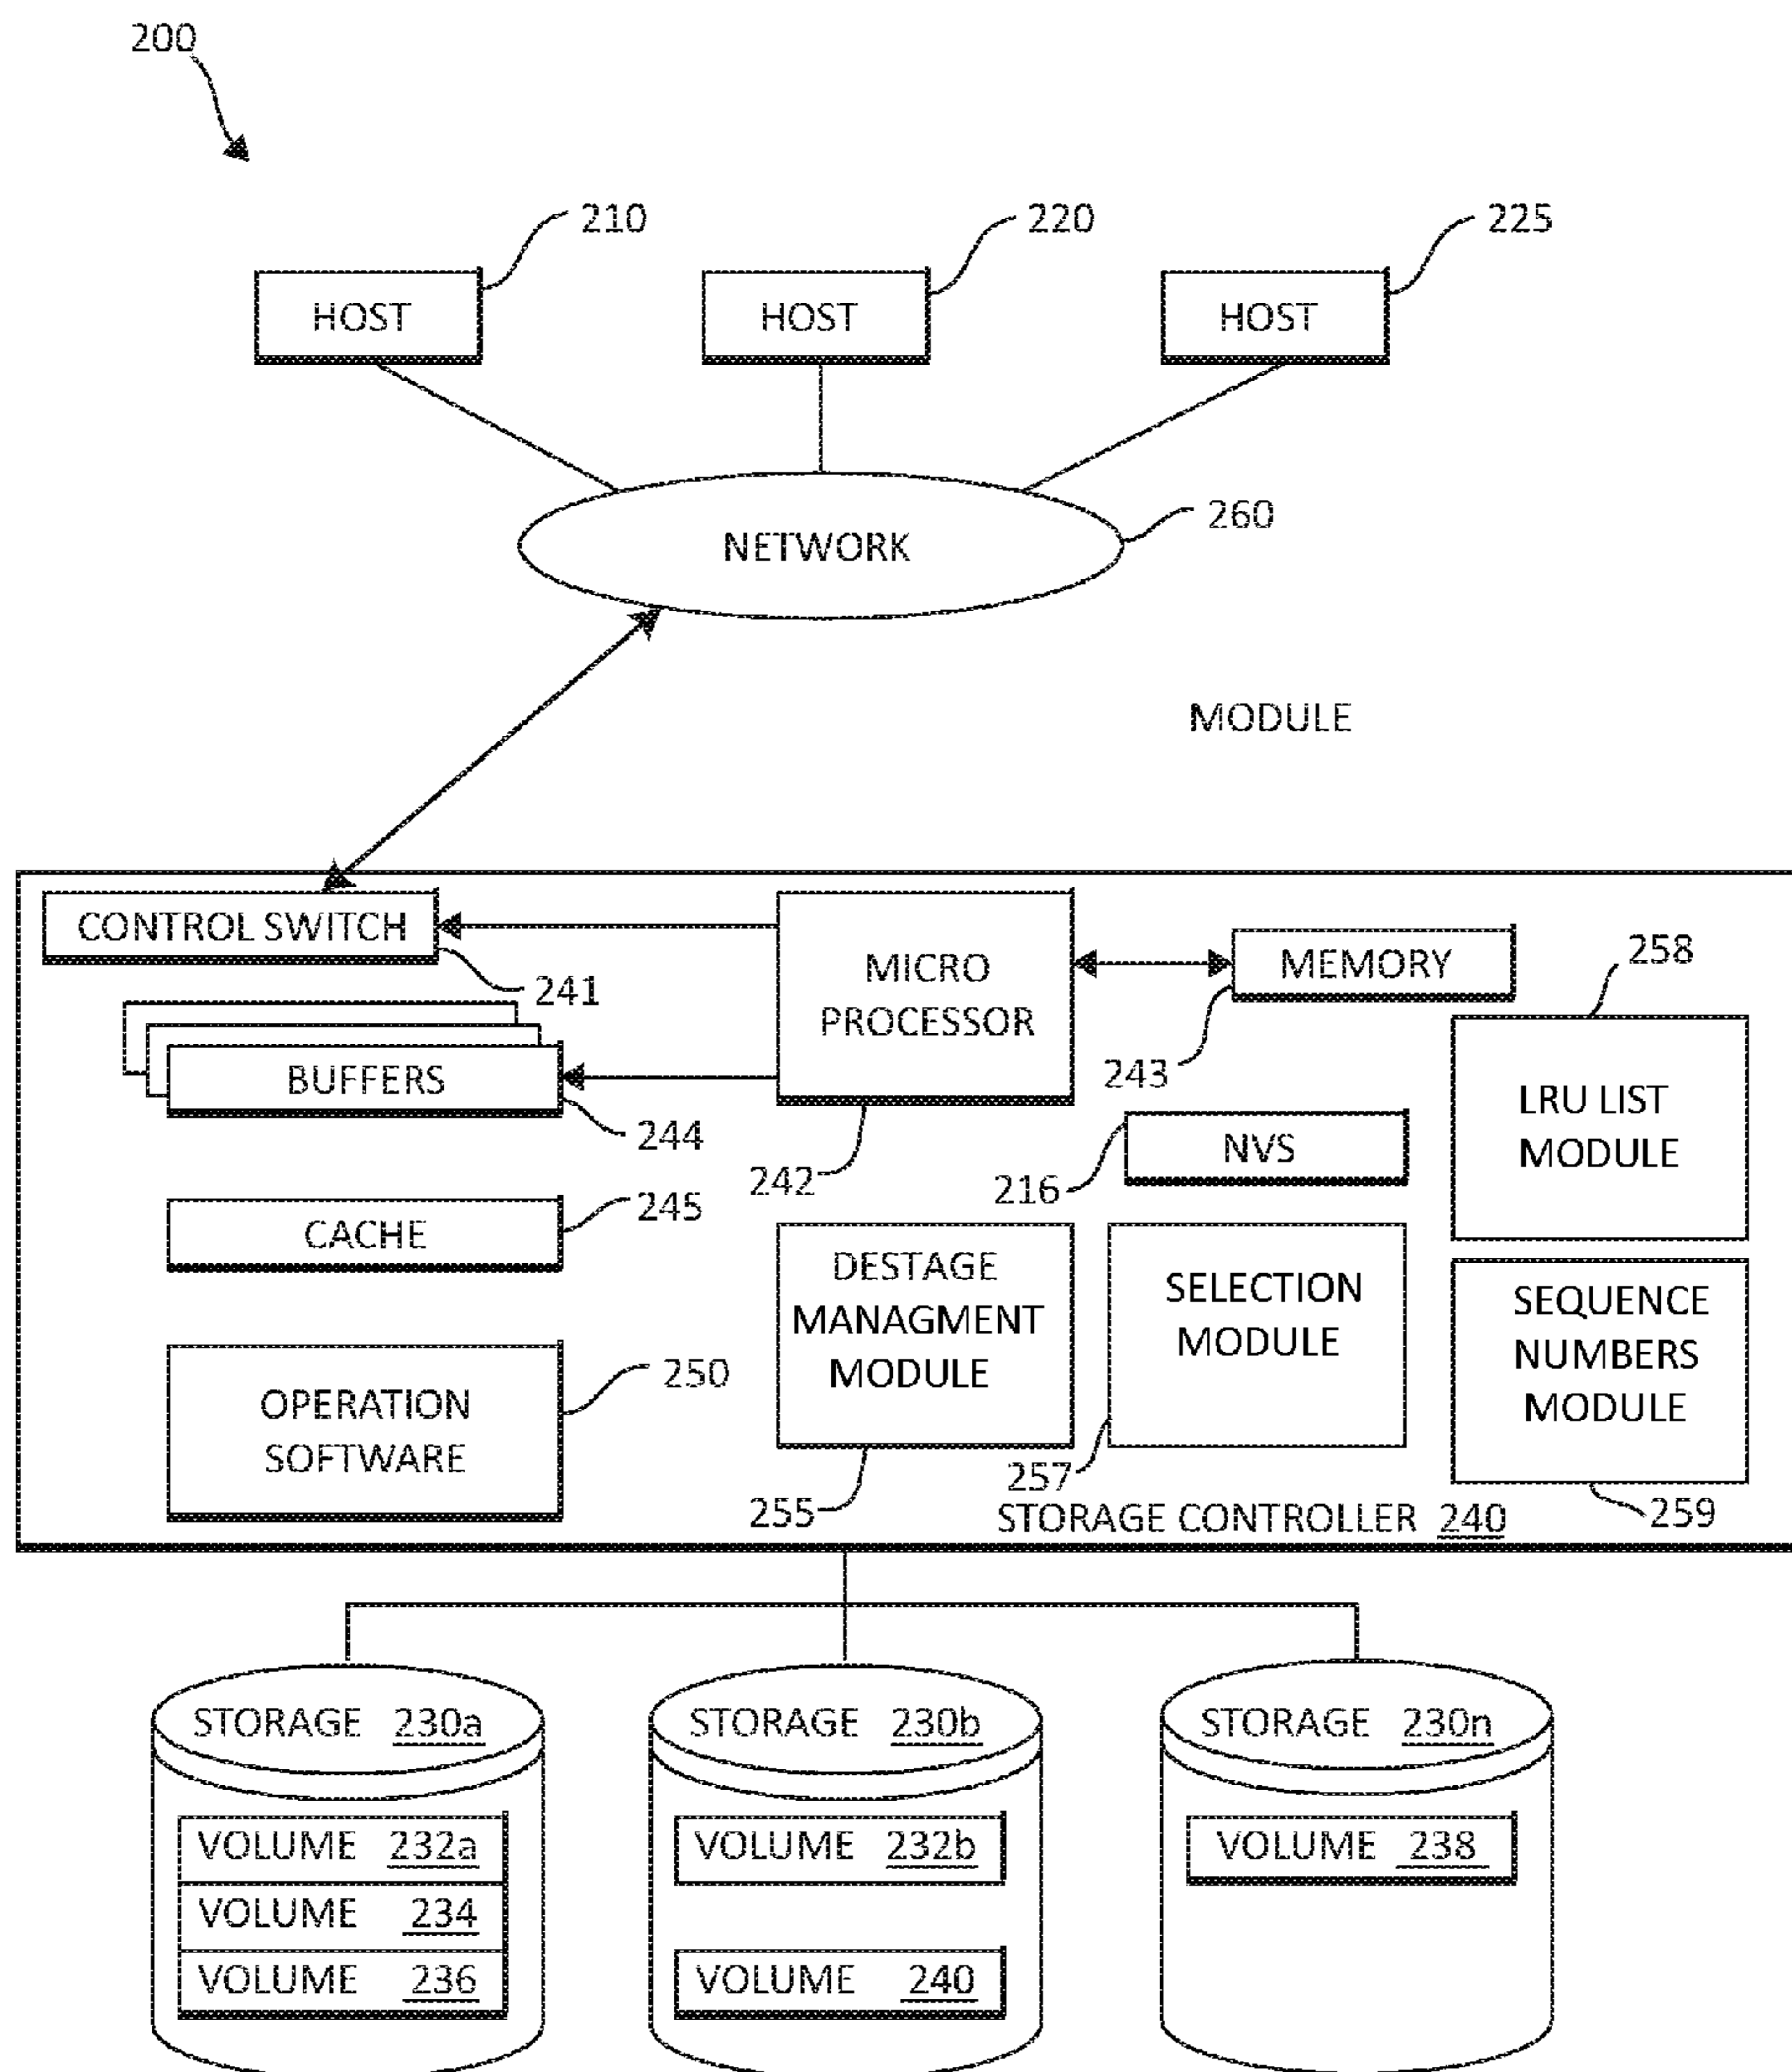 200
210
220
225
HOST
HOST
HOST
260
NETWORK
MODULE
CONTROL SWITCH
241
MICRO
PROCESSOR
242
MEMORY
243
258
BUFFERS
244
LRU LIST
MODULE
NVS
216
CACHE
245
DESTAGE
MANAGMENT
MODULE
255
SELECTION
MODULE
257
SEQUENCE
NUMBERS
MODULE
259
OPERATION
SOFTWARE
250
STORAGE CONTROLLER 240
STORAGE 230a
STORAGE 230b
STORAGE 230n
VOLUME 232a
VOLUME 234
VOLUME 236
VOLUME 232b
VOLUME 240
VOLUME 238